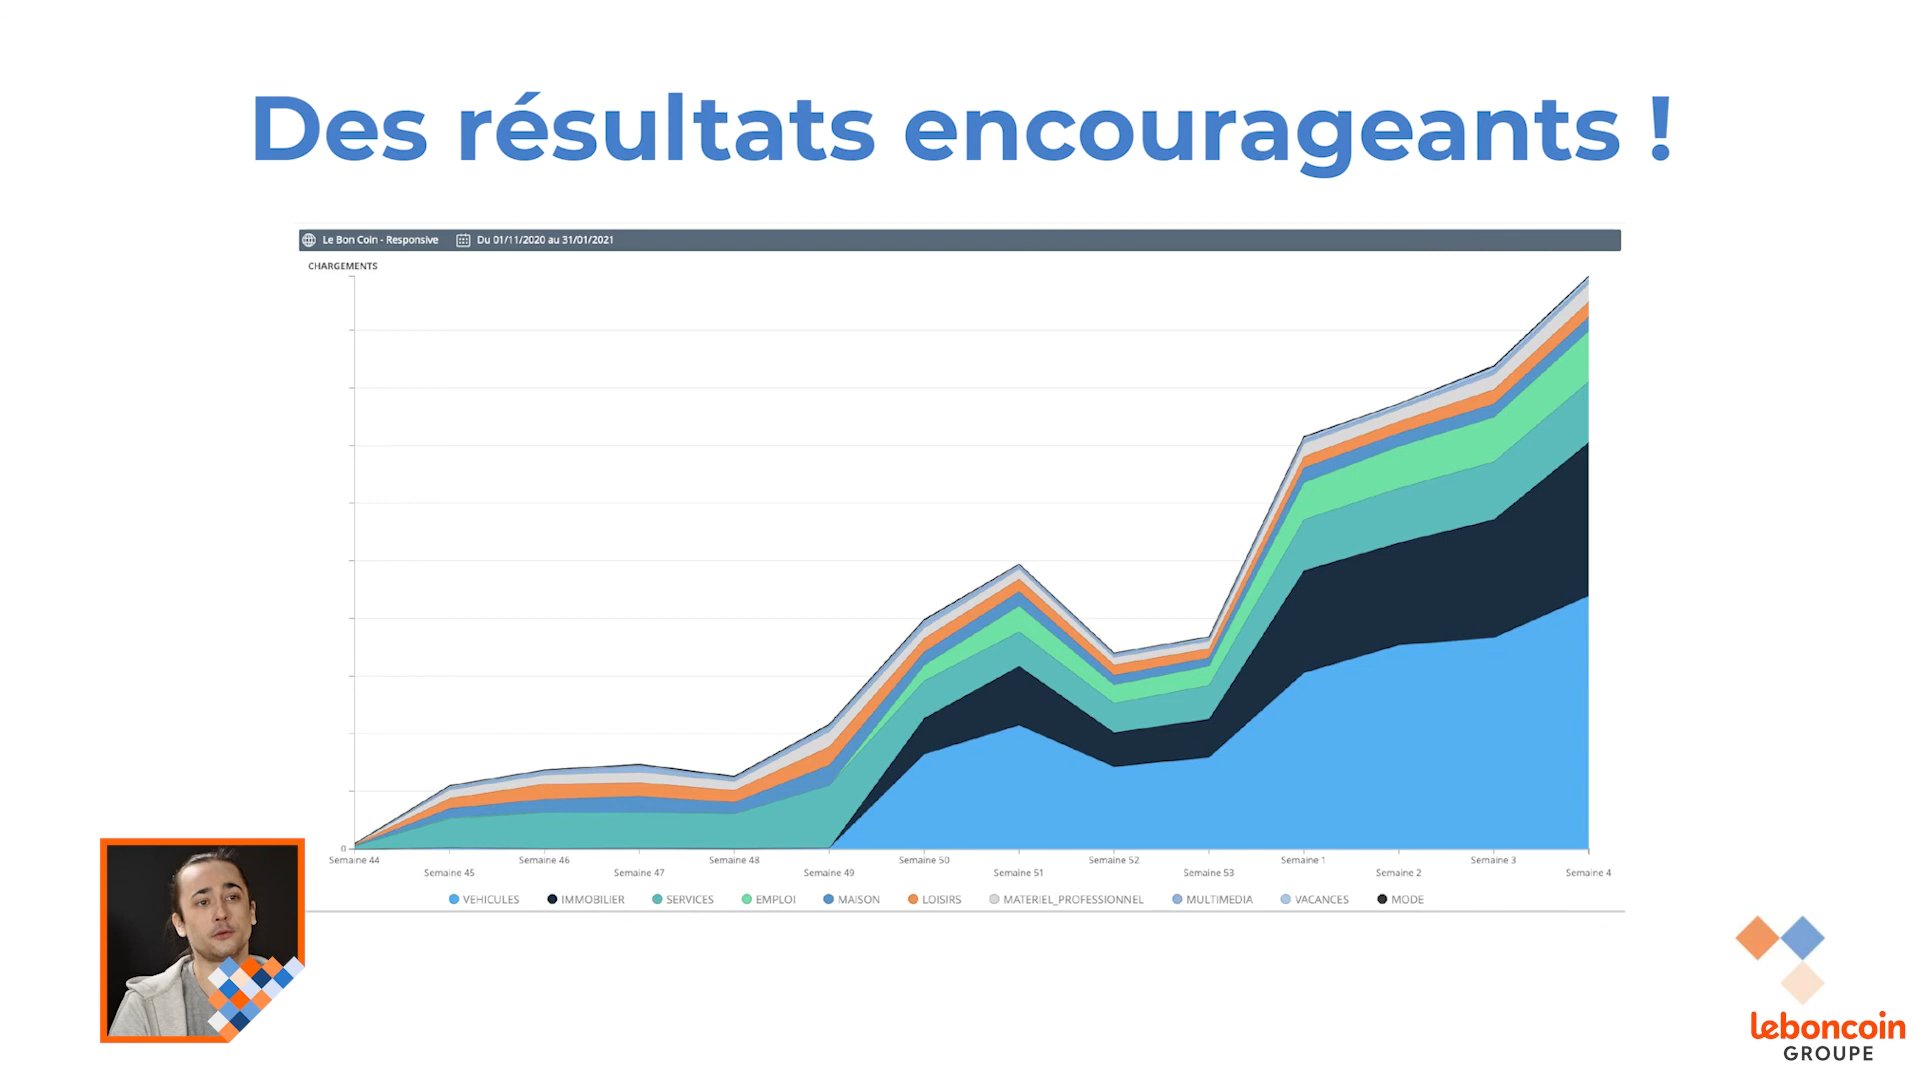 Des résultats encourageants !
Le Bon Coin - Responsive Du 01/11/2020 au 31/01/2021
CHARGEMENTS
0
Semaine 44 Semaine 46 Semaine 48 Semaine 50 Semaine 52 Semaine 1 Semaine 3
Semaine 45 Semaine 47 Semaine 49 Semaine 51 Semaine 53 Semaine 2 Semaine 4
VEHICULES IMMOBILIER SERVICES EMPLOI MAISON LOISIRS MATERIEL_PROFESSIONNEL MULTIMEDIA VACANCES MODE
leboncoin
GROUPE